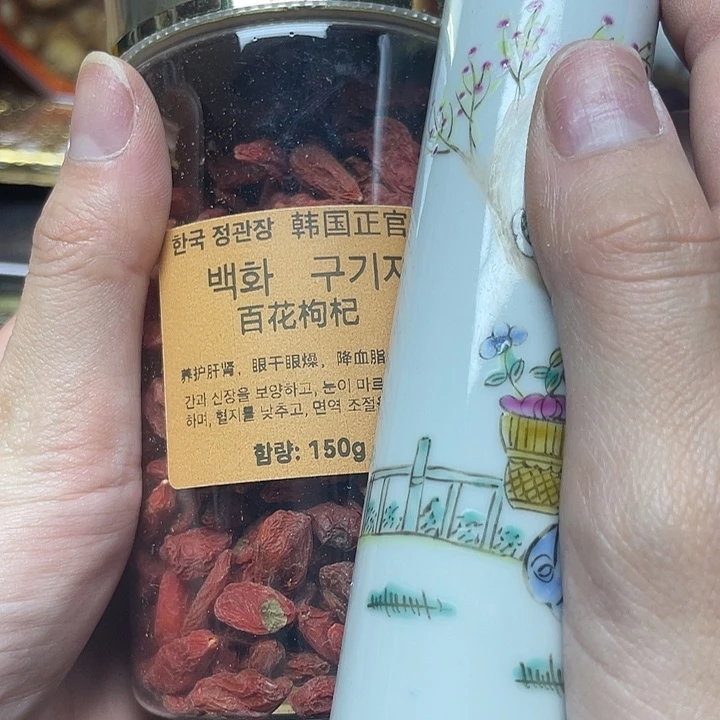 한국 정관장 韩国正官
백화 구기자
百花枸杞
养护肝肾，眼干眼燥，降血脂
간과 신장을 보양하고, 눈이 마르
하며, 혈지를 낮추고, 면역 조절
함량: 150g